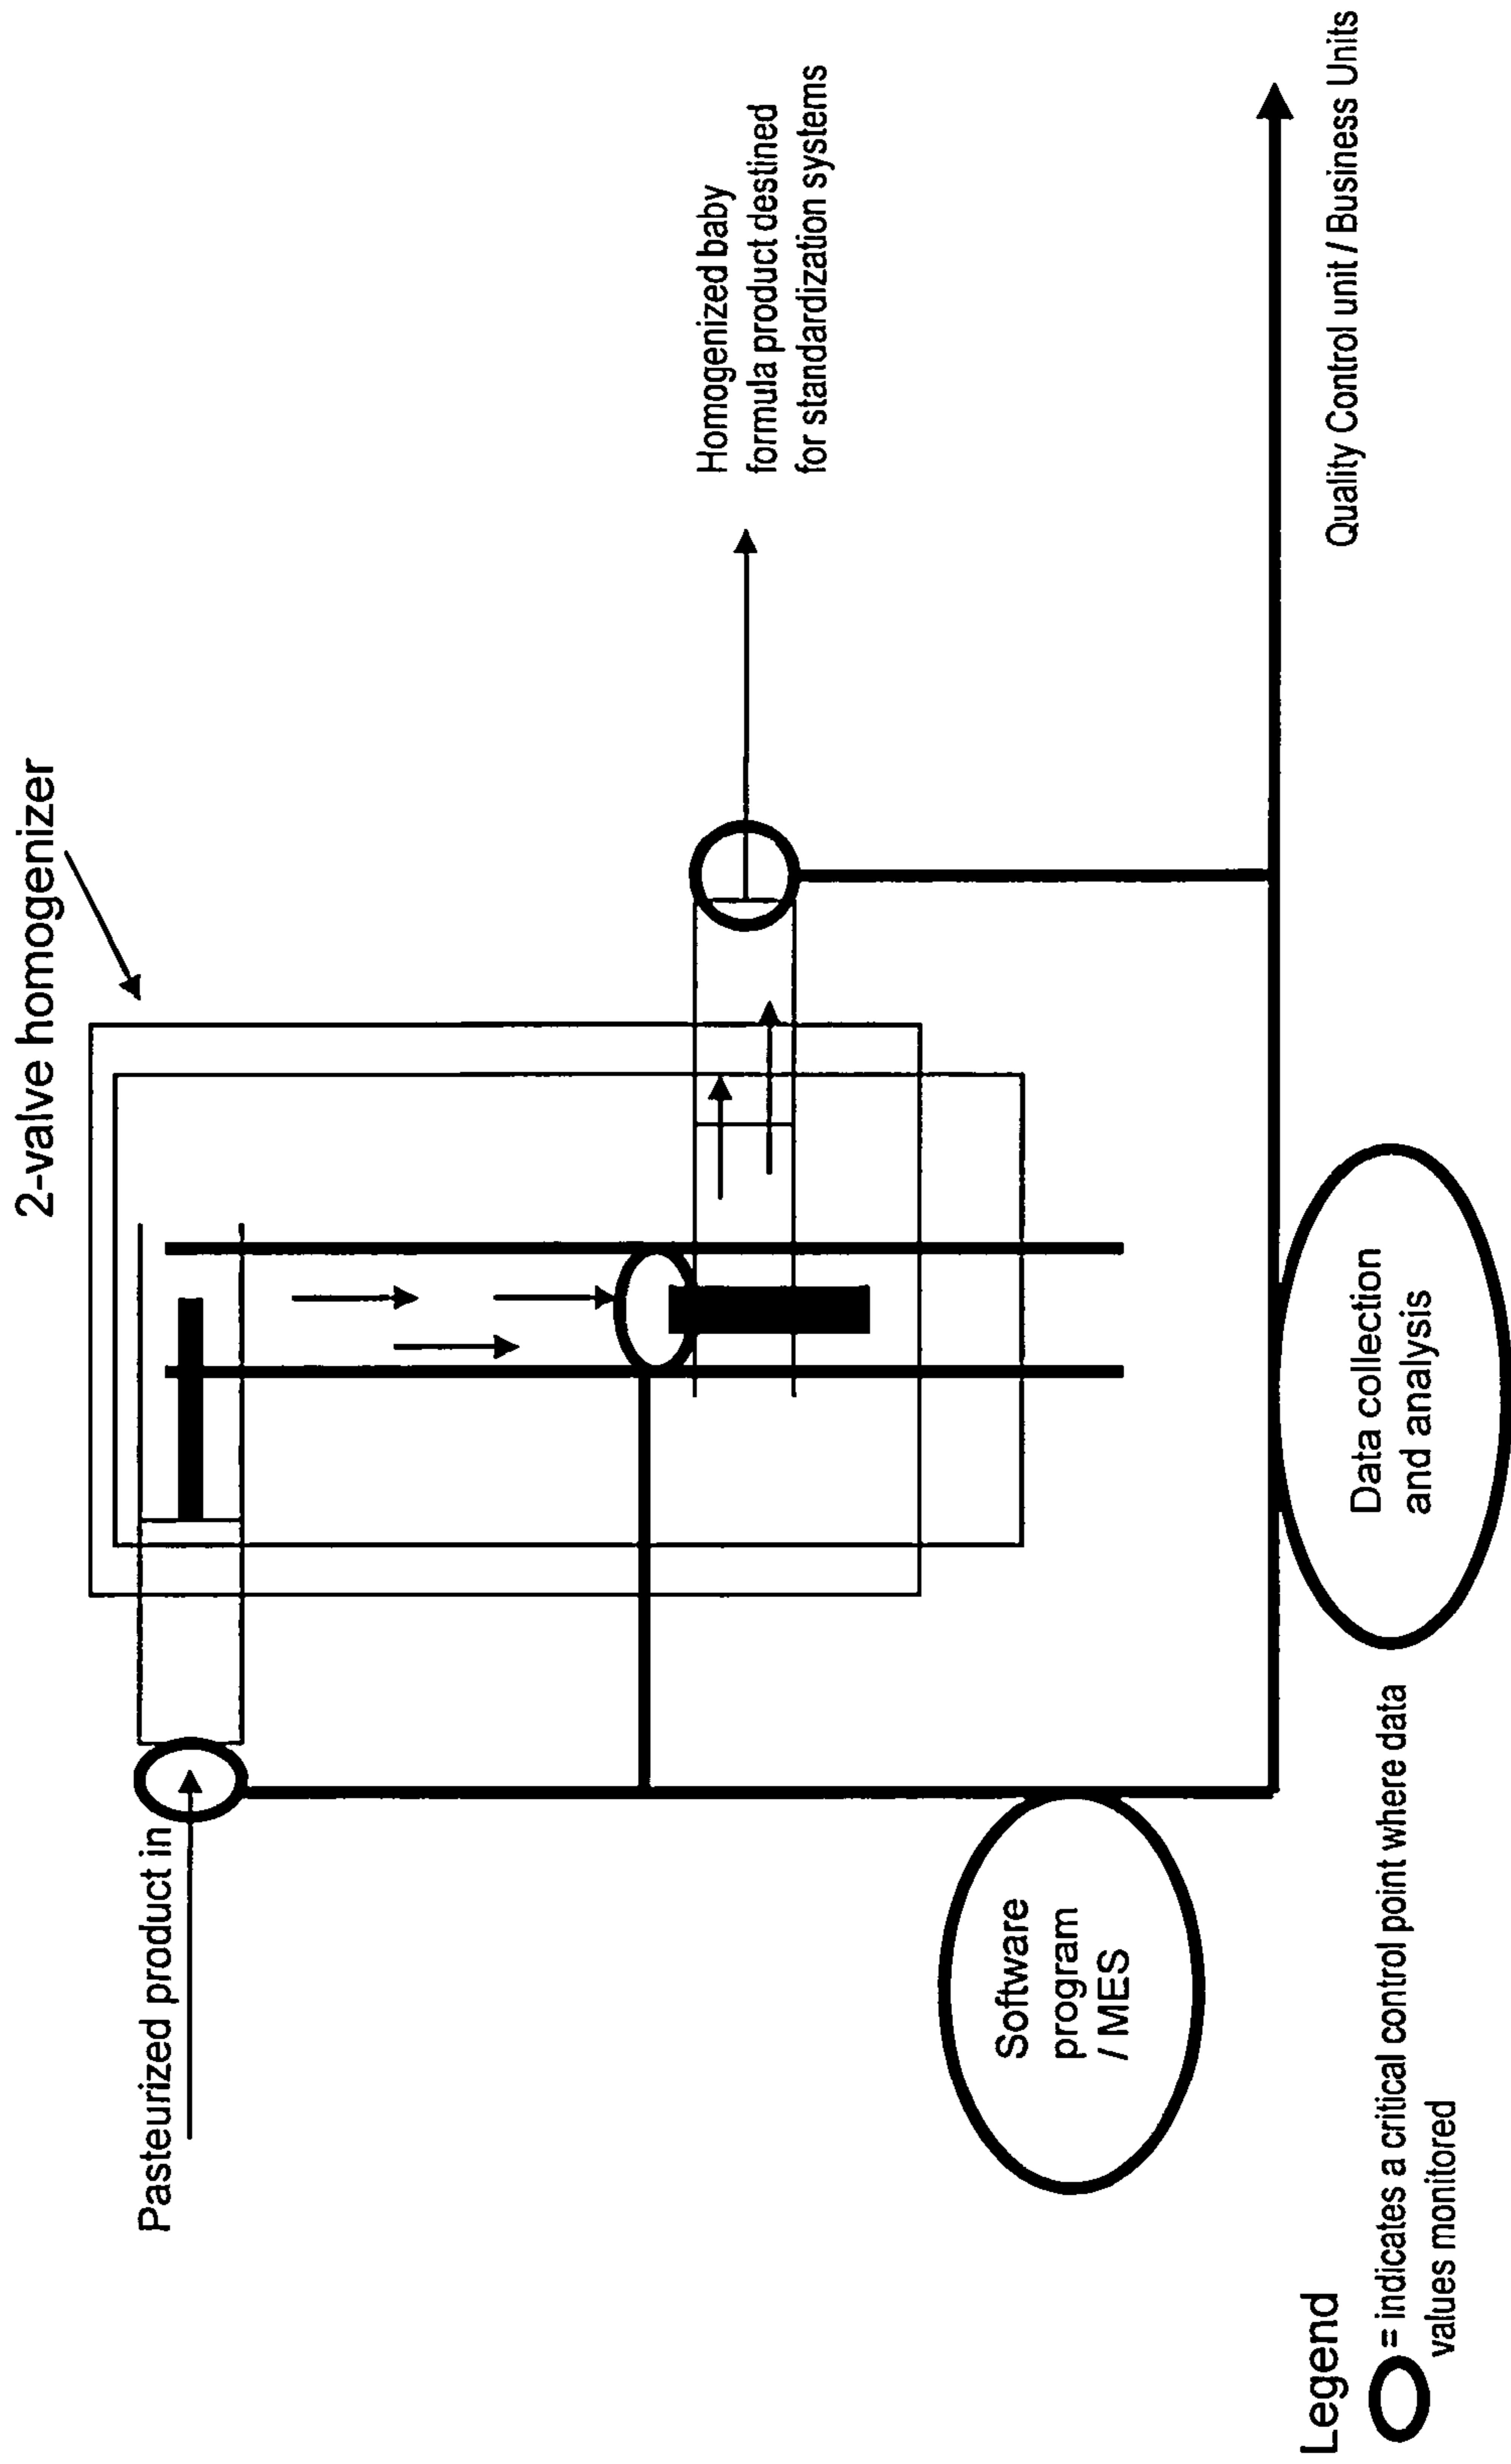 2-valve homogenizer
Pasteurized product in
Homogenized baby
formula product destined
for standardization systems
Software
program
/ MES
Data collection
and analysis
Quality Control unit / Business Units
Legend
= indicates a critical control point where data
values monitored